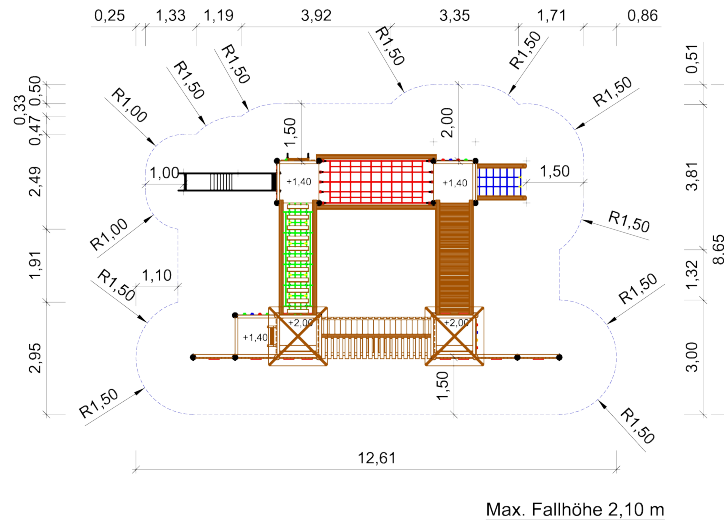 0,25 1,33 1,19 3,92 3,35 1,71 0,86
R1,50 R1,50 R1,50 R1,50
0,50 0,51
R1,50 R1,50
R1,00
0,33
0,47
1,50 2,00
2,49 1,00 +1,40 +1,40 1,50 3,81
R1,00 R1,50
1,91 1,10 1,32 8,65
R1,50 R1,50
+2,00 +2,00
+1,40
2,95 1,50 3,00
R1,50 R1,50
12,61
Max. Fallhöhe 2,10 m